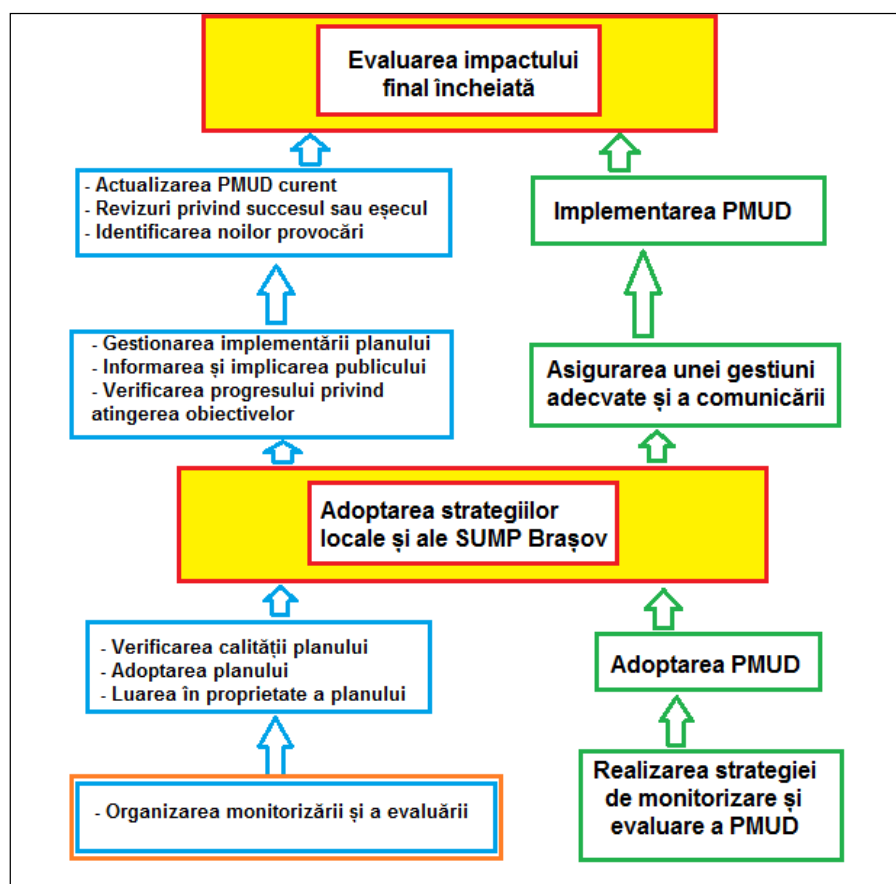 Evaluarea impactului
final încheiată
- Actualizarea PMUD curent
- Revizuri privind succesul sau eșecul
- Identificarea noilor provocări
Implementarea PMUD
- Gestionarea implementării planului
- Informarea și implicarea publicului
- Verificarea progresului privind
atingerea obiectivelor
Asigurarea unei gestiuni
adecvate și a comunicării
Adoptarea strategiilor
locale și ale SUMP Brașov
- Verificarea calității planului
- Adoptarea planului
- Luarea în proprietate a planului
Adoptarea PMUD
- Organizarea monitorizării și a evaluării
Realizarea strategiei
de monitorizare și
evaluare a PMUD